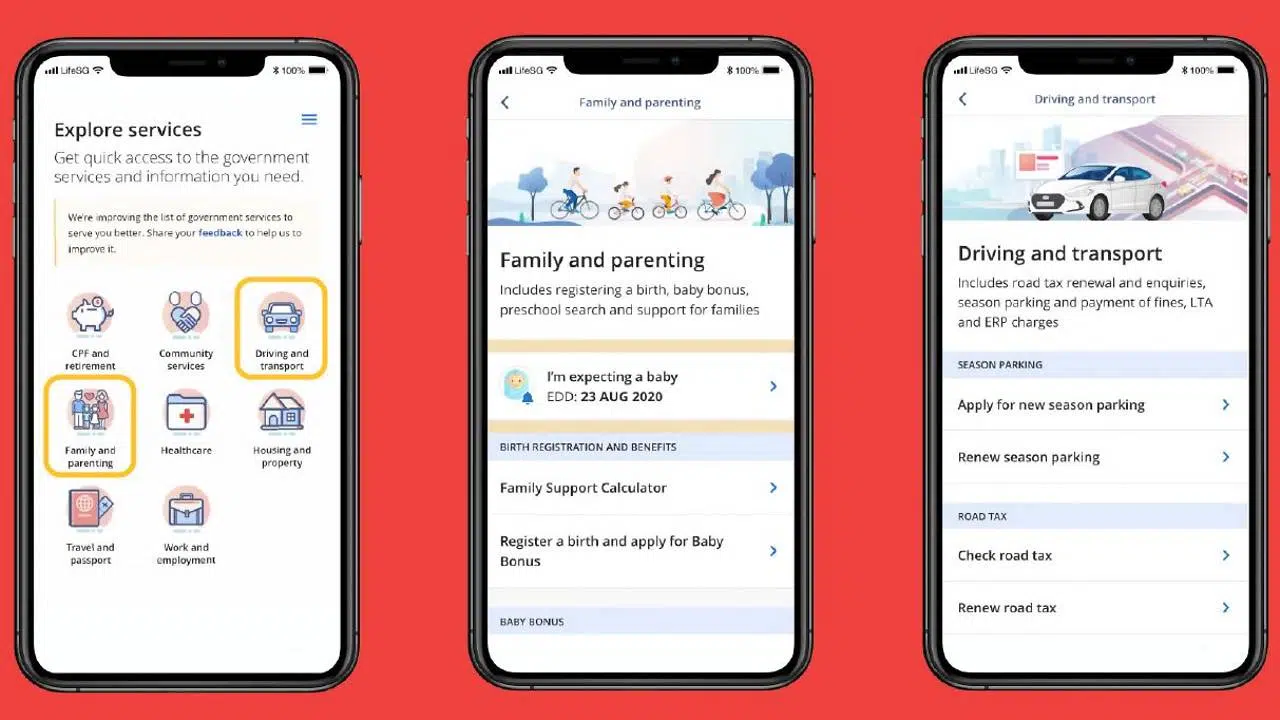 LifeSG
100%
Explore services
Get quick access to the government
services and information you need.
We're improving the list of government services to
serve you better. Share your feedback to help us to
improve it.
CPF and
retirement
Community
services
Driving and
transport
Family and
parenting
Healthcare
Housing and
property
Travel and
passport
Work and
employment
LifeSG
100%
Family and parenting
Family and parenting
Includes registering a birth, baby bonus,
preschool search and support for families
I'm expecting a baby
EDD: 23 AUG 2020
BIRTH REGISTRATION AND BENEFITS
Family Support Calculator
Register a birth and apply for Baby
Bonus
BABY BONUS
LifeSG
100%
Driving and transport
Driving and transport
Includes road tax renewal and enquiries,
season parking and payment of fines, LTA
and ERP charges
SEASON PARKING
Apply for new season parking
Renew season parking
ROAD TAX
Check road tax
Renew road tax